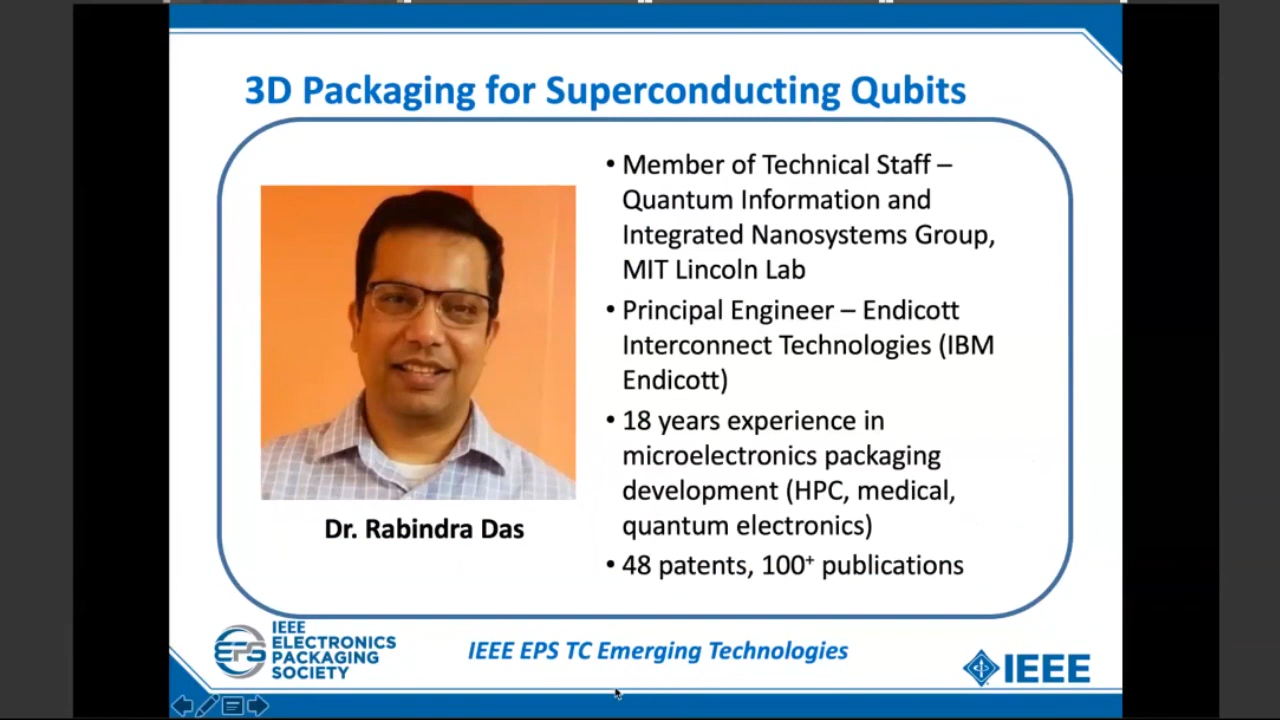 3D Packaging for Superconducting Qubits
• Member of Technical Staff –
Quantum Information and
Integrated Nanosystems Group,
MIT Lincoln Lab
• Principal Engineer – Endicott
Interconnect Technologies (IBM
Endicott)
• 18 years experience in
microelectronics packaging
development (HPC, medical,
quantum electronics)
• 48 patents, 100⁺ publications
Dr. Rabindra Das
EPS
IEEE
ELECTRONICS
PACKAGING
SOCIETY
IEEE EPS TC Emerging Technologies
IEEE